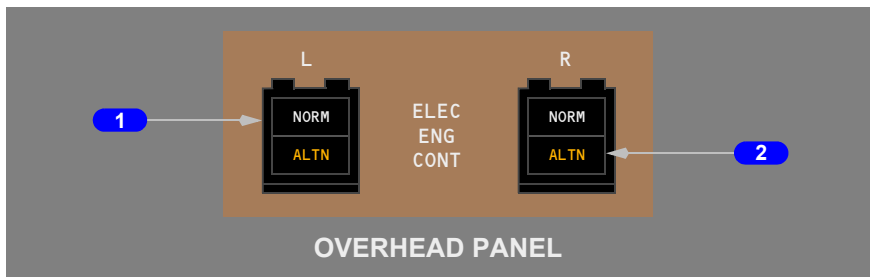 L R
1 NORM ELEC NORM
ENG
ALTN CONT ALTN 2
OVERHEAD PANEL